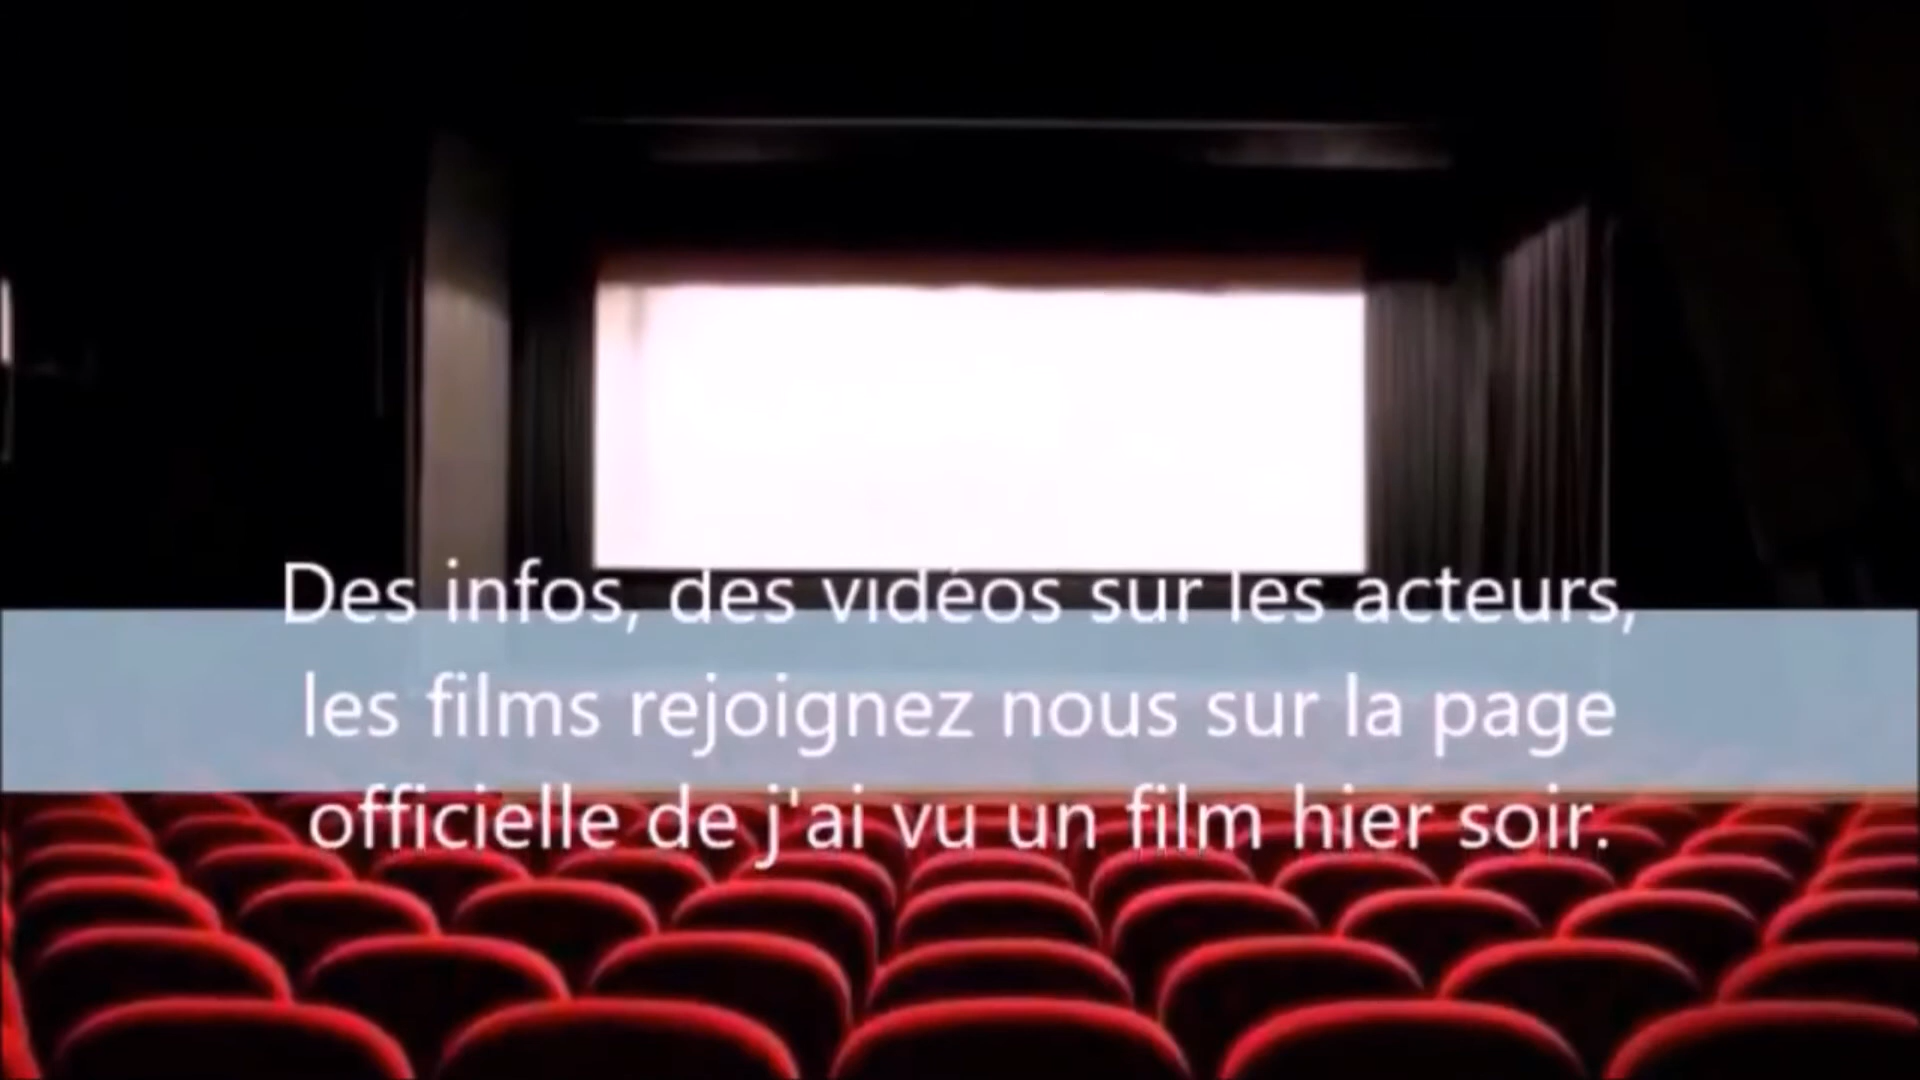 Des infos, des vidéos sur les acteurs,
les films rejoignez nous sur la page
officielle de j'ai vu un film hier soir.